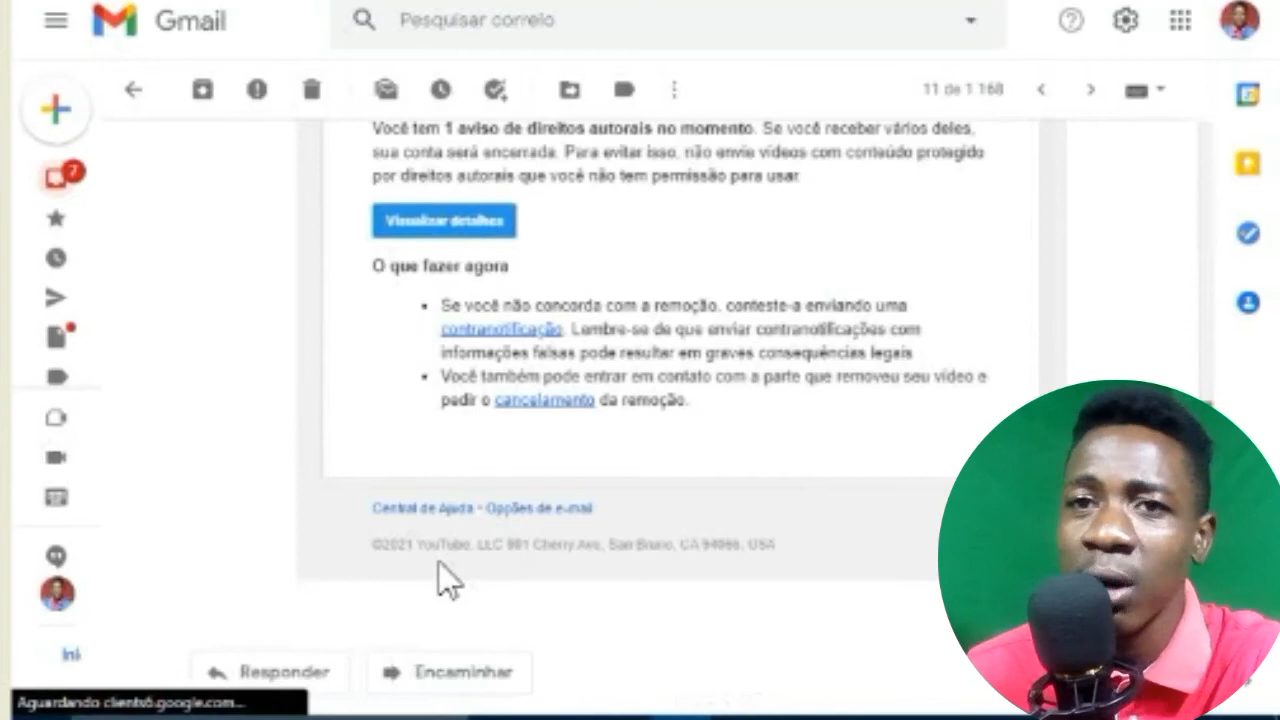 Gmail
Pesquisar correio
11 de 1 168
7
Você tem 1 aviso de direitos autorais no momento. Se você receber vários deles,
sua conta será encerrada. Para evitar isso, não envie vídeos com conteúdo protegido
por direitos autorais que você não tem permissão para usar.
Visualizar detalhes
O que fazer agora
• Se você não concorda com a remoção, conteste-a enviando uma
contranotificação. Lembre-se de que enviar contranotificações com
informações falsas pode resultar em graves consequências legais
• Você também pode entrar em contato com a parte que removeu seu vídeo e
pedir o cancelamento da remoção.
Central de Ajuda • Opções de e-mail
©2021 YouTube, LLC 901 Cherry Ave, San Bruno, CA 94066, USA
Ini
Responder
Encaminhar
Aguardando clients6.google.com...